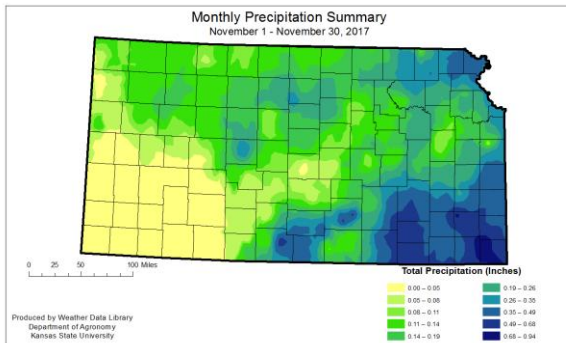 Monthly Precipitation Summary
November 1 - November 30, 2017
0 25 50 100 Miles
Produced by Weather Data Library
Department of Agronomy
Kansas State University
Total Precipitation (Inches)
0.00 - 0.05
0.05 - 0.08
0.08 - 0.11
0.11 - 0.14
0.14 - 0.19
0.19 - 0.26
0.26 - 0.35
0.35 - 0.49
0.49 - 0.68
0.68 - 0.94